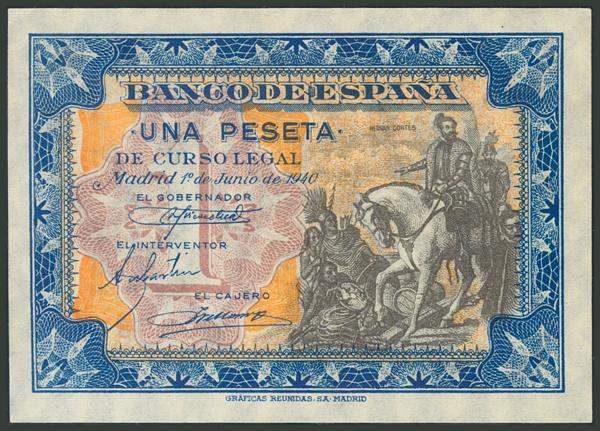 BANCO DE ESPAÑA
·UNA PESETA·
HERNAN CORTES
DE CURSO LEGAL
Madrid 1º de Junio de 1940
EL GOBERNADOR
EL INTERVENTOR
EL CAJERO
1
GRÁFICAS REUNIDAS, S.A. MADRID